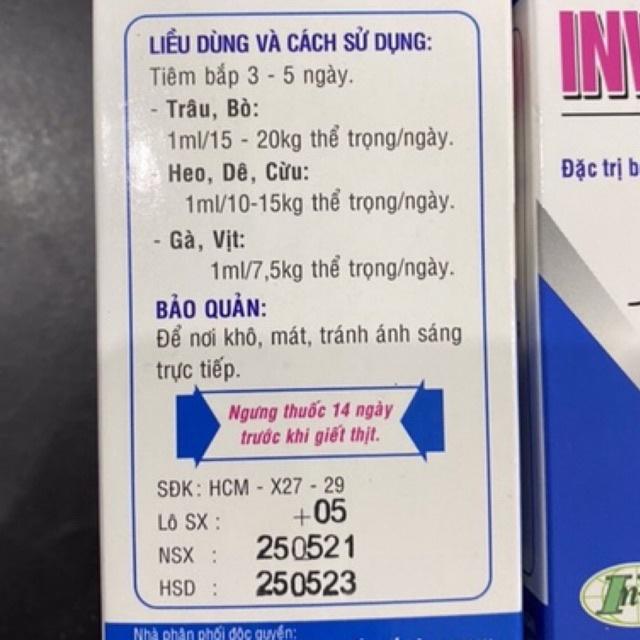 LIỀU DÙNG VÀ CÁCH SỬ DỤNG:
Tiêm bắp 3 - 5 ngày.
- Trâu, Bò:
1ml/15 - 20kg thể trọng/ngày.
Heo, Dê, Cừu:
1ml/10-15kg thể trọng/ngày.
- Gà, Vịt:
1ml/7,5kg thể trọng/ngày.
BẢO QUẢN:
Để nơi khô, mát, tránh ánh sáng
trực tiếp.
Ngưng thuốc 14 ngày
trước khi giết thịt.
SĐK: HCM - X27 - 29
Lô SX : +05
NSX : 250521
HSD : 250523
Nhà phân phối độc quyền:
Đặc trị